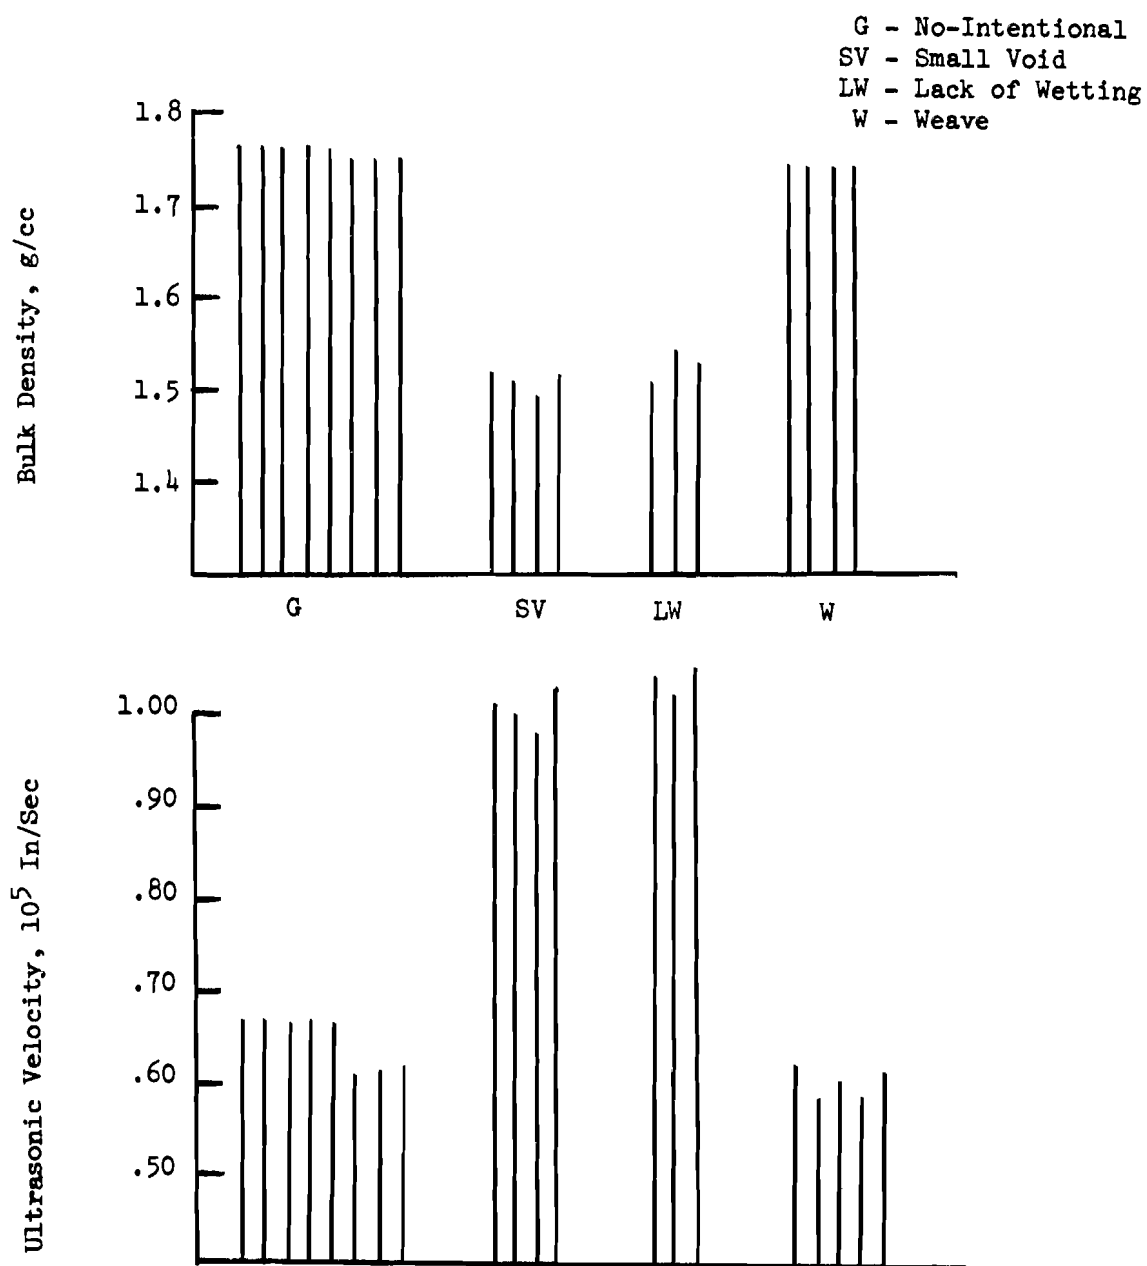 G - No-Intentional
SV - Small Void
LW - Lack of Wetting
W - Weave
Bulk Density, g/cc
1.8
1.7
1.6
1.5
1.4
G SV LW W
Ultrasonic Velocity, 10⁵ In/Sec
1.00
.90
.80
.70
.60
.50